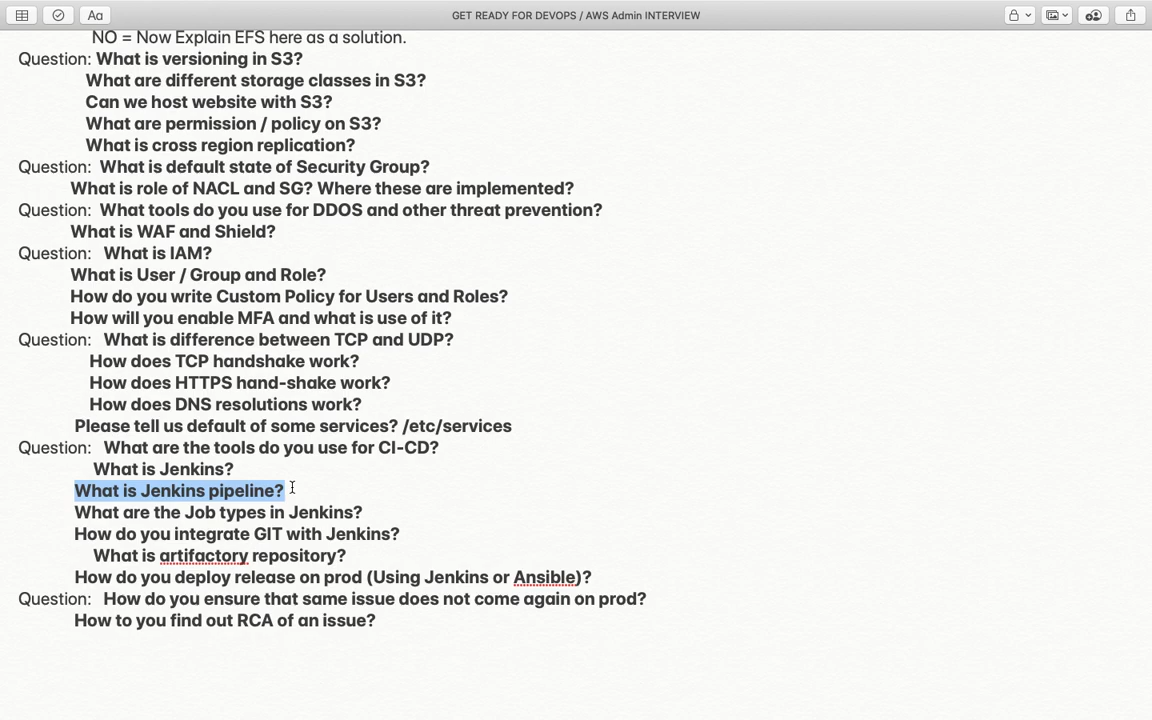 GET READY FOR DEVOPS / AWS Admin INTERVIEW
Aa
NO = Now Explain EFS here as a solution.
Question: What is versioning in S3?
What are different storage classes in S3?
Can we host website with S3?
What are permission / policy on S3?
What is cross region replication?
Question: What is default state of Security Group?
What is role of NACL and SG? Where these are implemented?
Question: What tools do you use for DDOS and other threat prevention?
What is WAF and Shield?
Question: What is IAM?
What is User / Group and Role?
How do you write Custom Policy for Users and Roles?
How will you enable MFA and what is use of it?
Question: What is difference between TCP and UDP?
How does TCP handshake work?
How does HTTPS hand-shake work?
How does DNS resolutions work?
Please tell us default of some services? /etc/services
Question: What are the tools do you use for CI-CD?
What is Jenkins?
What is Jenkins pipeline?
What are the Job types in Jenkins?
How do you integrate GIT with Jenkins?
What is artifactory repository?
How do you deploy release on prod (Using Jenkins or Ansible)?
Question: How do you ensure that same issue does not come again on prod?
How to you find out RCA of an issue?